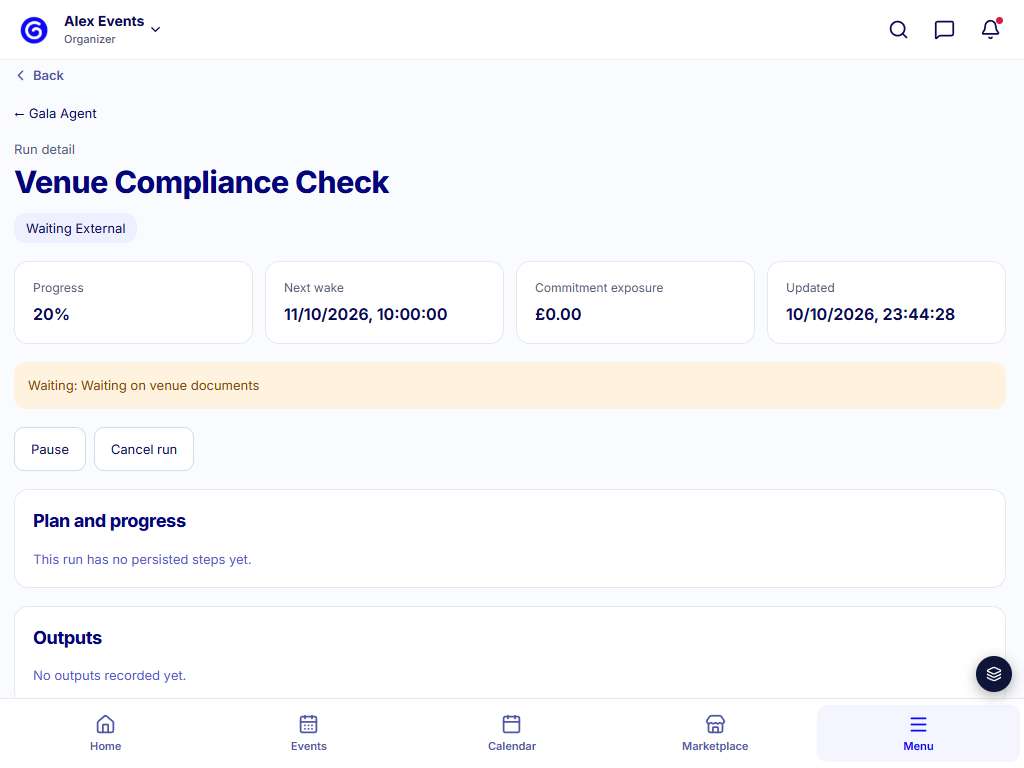 Alex Events
Organizer
Back
← Gala Agent
Run detail
Venue Compliance Check
Waiting External
Progress
20%
Next wake
11/10/2026, 10:00:00
Commitment exposure
£0.00
Updated
10/10/2026, 23:44:28
Waiting: Waiting on venue documents
Pause
Cancel run
Plan and progress
This run has no persisted steps yet.
Outputs
No outputs recorded yet.
Home
Events
Calendar
Marketplace
Menu